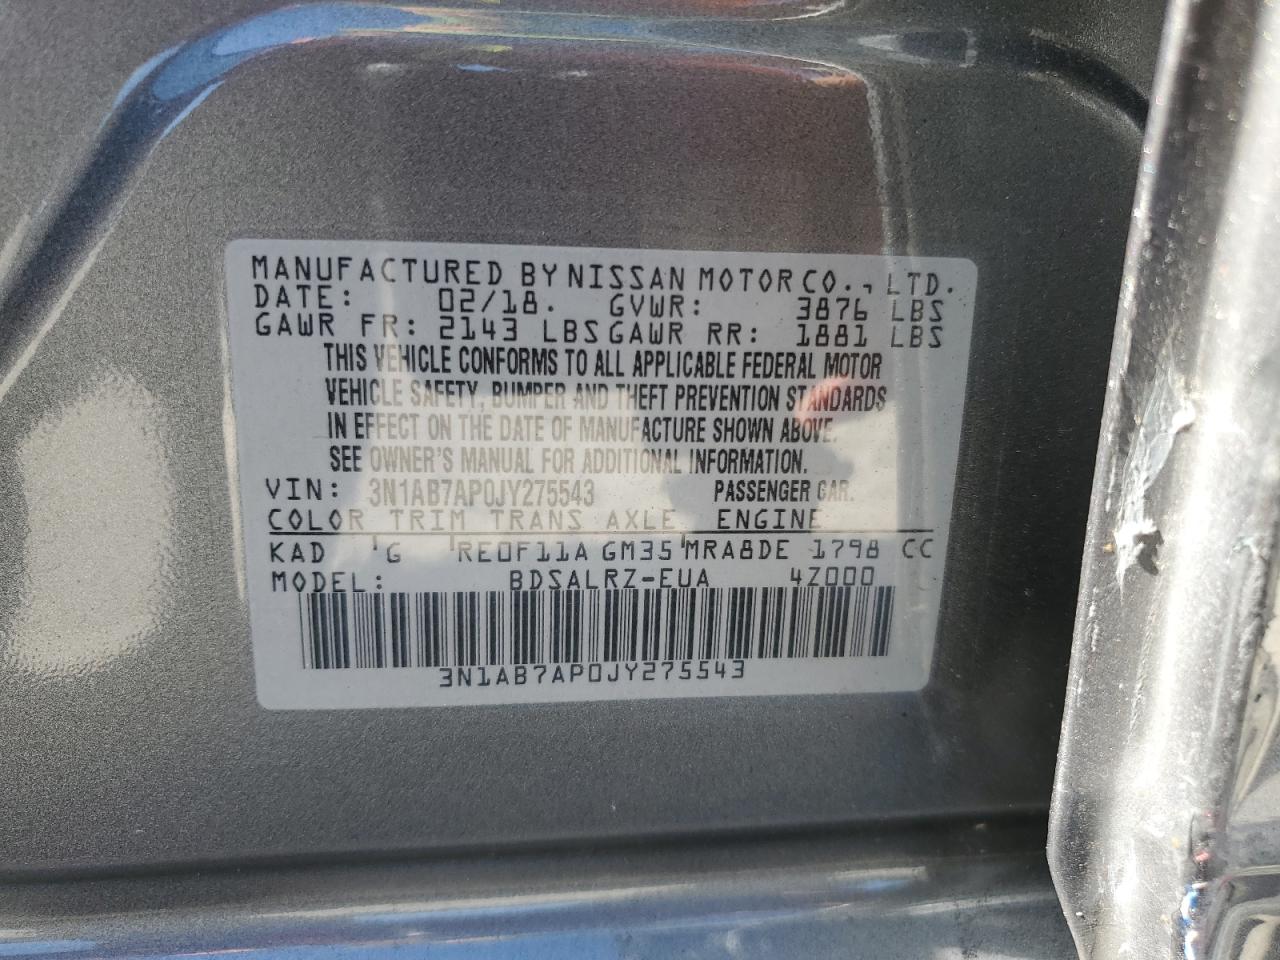 MANUFACTURED BY NISSAN MOTOR CO., LTD.
DATE: 02/18. GVWR: 3876 LBS
GAWR FR: 2143 LBS GAWR RR: 1881 LBS
THIS VEHICLE CONFORMS TO ALL APPLICABLE FEDERAL MOTOR
VEHICLE SAFETY, BUMPER AND THEFT PREVENTION STANDARDS
IN EFFECT ON THE DATE OF MANUFACTURE SHOWN ABOVE.
SEE OWNER'S MANUAL FOR ADDITIONAL INFORMATION.
VIN: 3N1AB7AP0JY275543 PASSENGER CAR.
COLOR TRIM TRANS AXLE ENGINE
KAD G RE0F11A GM35 MRA8DE 1798 CC
MODEL: BDSALRZ-EUA 4Z000
3N1AB7AP0JY275543